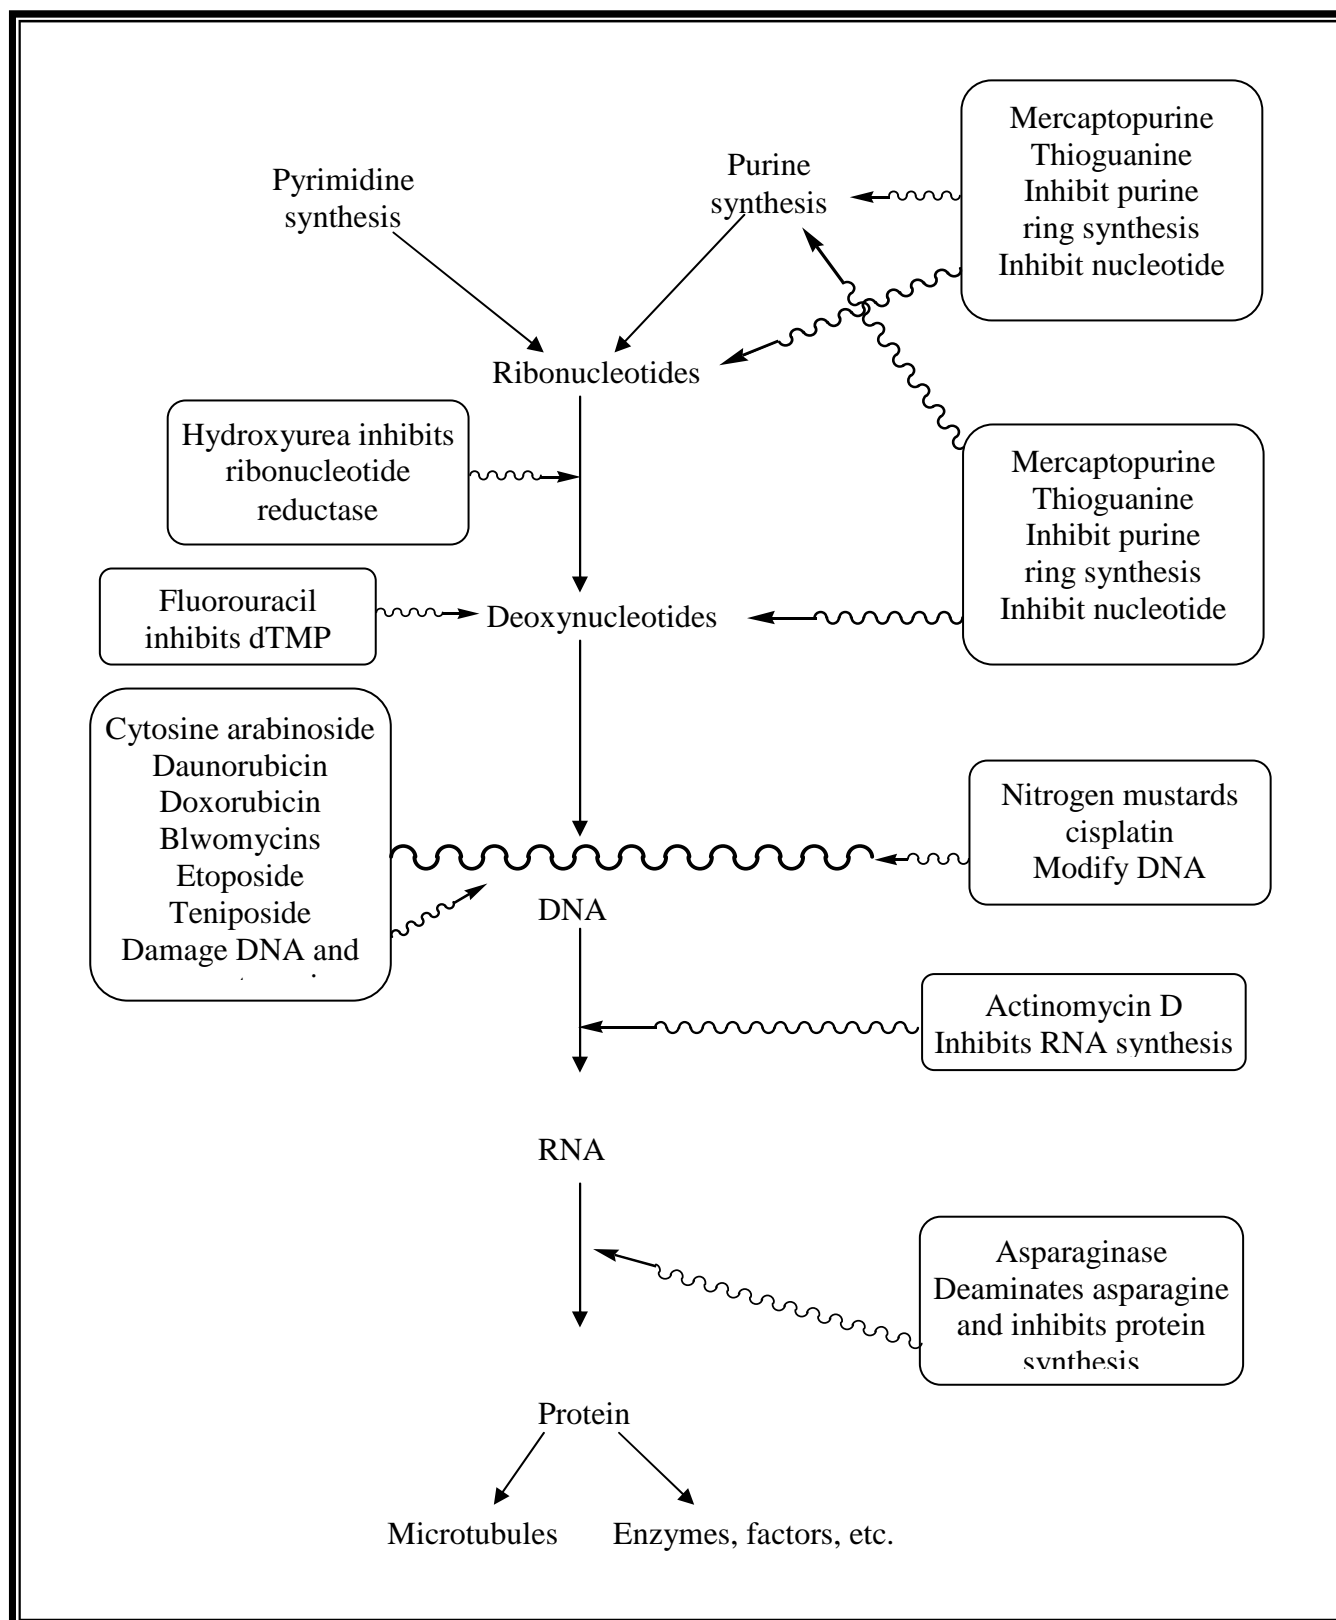 Pyrimidine
synthesis
Purine
synthesis
Mercaptopurine
Thioguanine
Inhibit purine
ring synthesis
Inhibit nucleotide
Ribonucleotides
Hydroxyurea inhibits
ribonucleotide
reductase
Mercaptopurine
Thioguanine
Inhibit purine
ring synthesis
Inhibit nucleotide
Fluorouracil
inhibits dTMP
Deoxynucleotides
Cytosine arabinoside
Daunorubicin
Doxorubicin
Blwomycins
Etoposide
Teniposide
Damage DNA and
Nitrogen mustards
cisplatin
Modify DNA
DNA
Actinomycin D
Inhibits RNA synthesis
RNA
Asparaginase
Deaminates asparagine
and inhibits protein
synthesis
Protein
Microtubules
Enzymes, factors, etc.